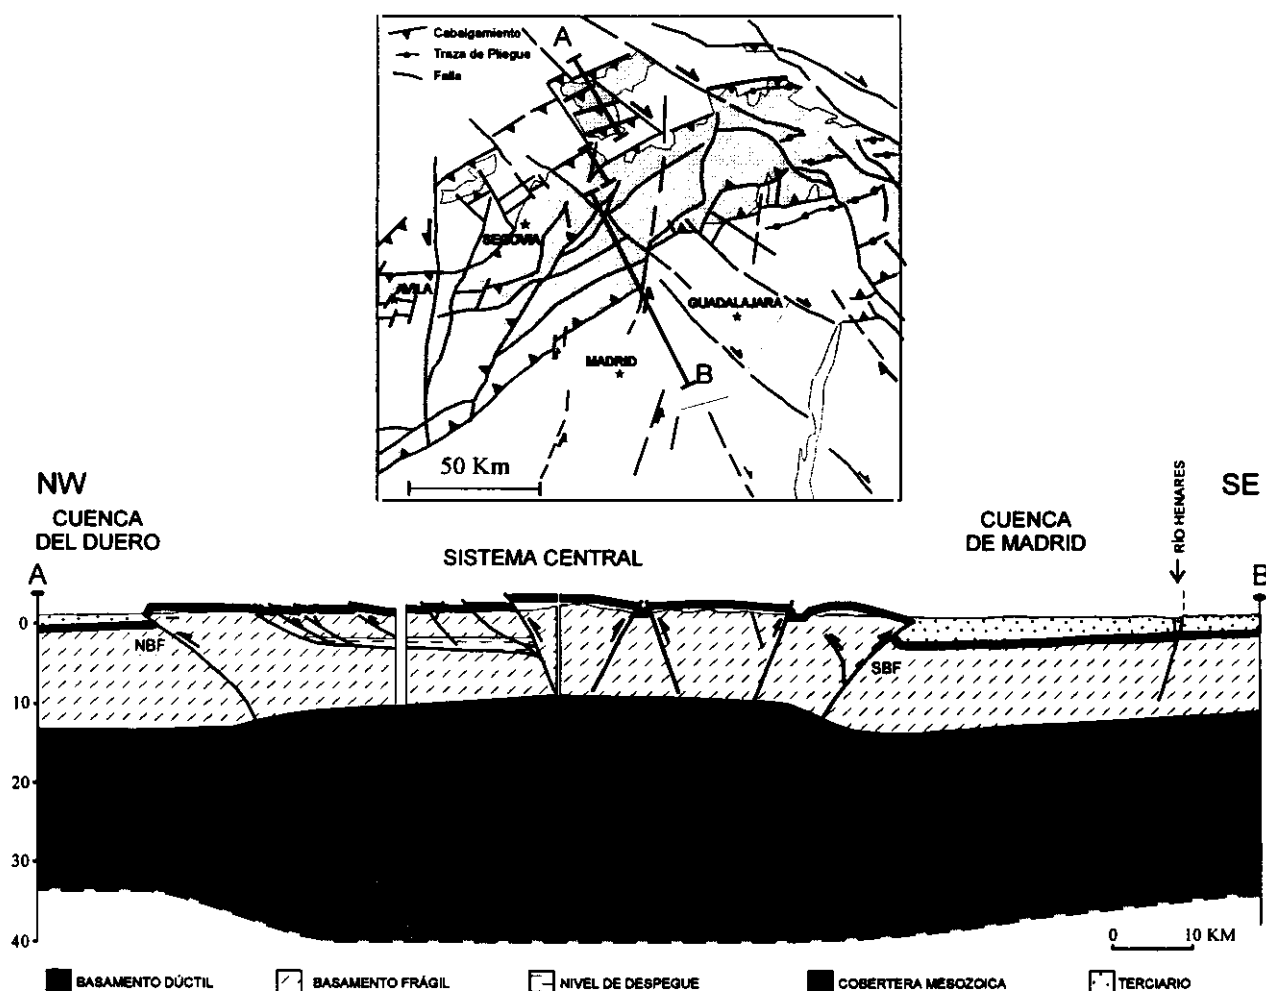 A
Cabalgamiento
Traza de Pliegue
Falla
SEGOVIA
AVILA
GUADALAJARA
MADRID
B
50 Km
NW
SE
CUENCA
DEL DUERO
SISTEMA CENTRAL
CUENCA
DE MADRID
RÍO HENARES
A
B
0
NBF
SBF
10
20
30
40
0 10 KM
BASAMENTO DÚCTIL
BASAMENTO FRÁGIL
NIVEL DE DESPEGUE
COBERTERA MESOZOICA
TERCIARIO